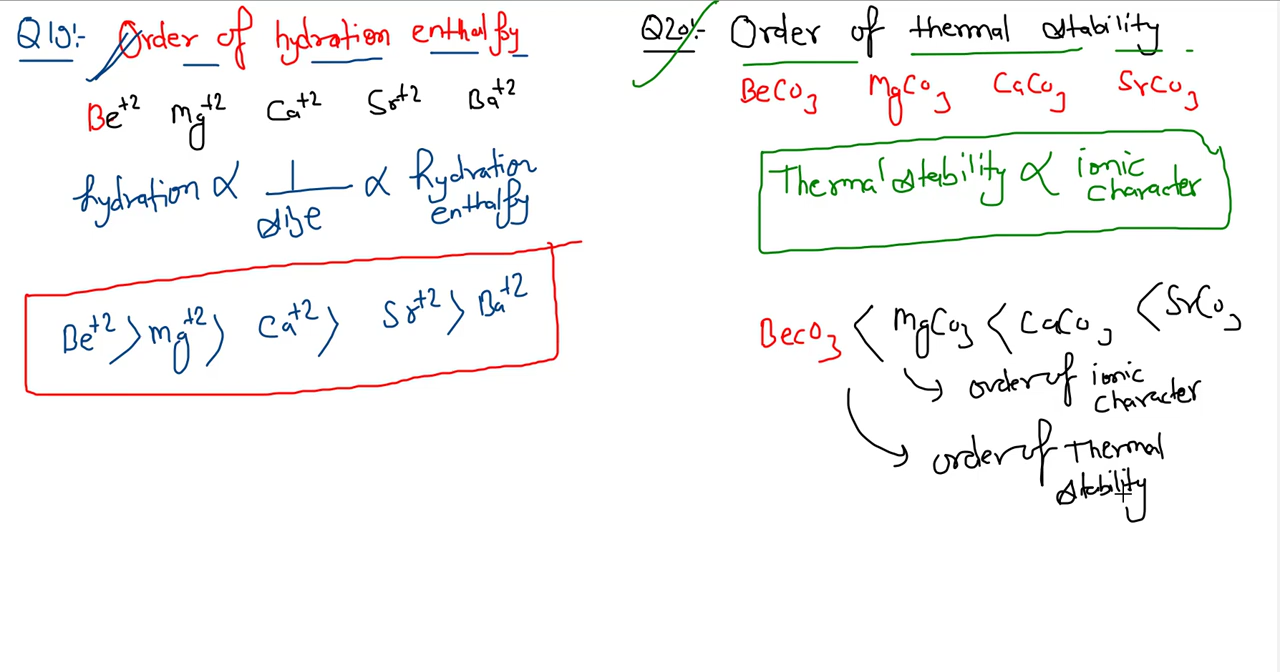 Q19:- Order of hydration enthalfy
Be+2 Mg+2 Ca+2 Sr+2 Ba+2
hydration ∝ 1/size ∝ hydration enthalfy
Be+2 > Mg+2 > Ca+2 > Sr+2 > Ba+2
Q20:- Order of thermal stability
BeCO3 MgCO3 CaCO3 SrCO3
Thermal stability ∝ ionic character
BeCO3 < MgCO3 < CaCO3 < SrCO3
order of ionic
character
order of Thermal
stability